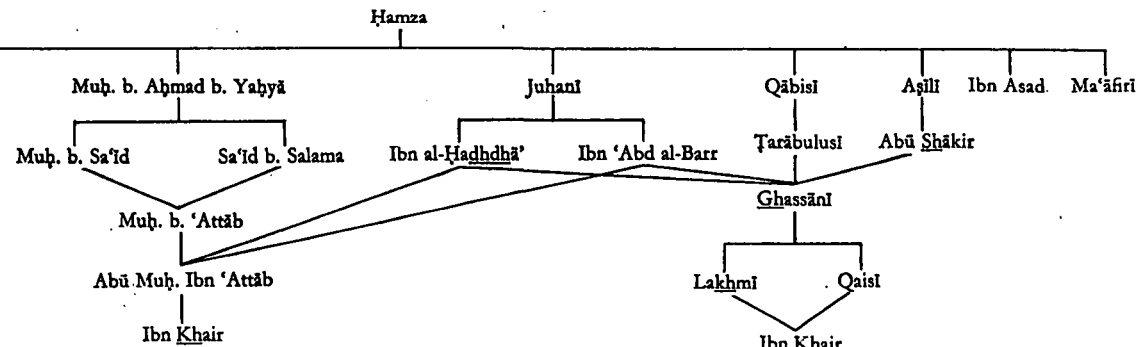 Ḥamza
Muḥ. b. Aḥmad b. Yaḥyā Juhanī Qābisī Aṣīlī Ibn Asad. Ma'āfirī
Muḥ. b. Sa'īd Sa'īd b. Salama Ibn al-Ḥadhdhā' Ibn 'Abd al-Barr Ṭarābulusī Abū Shākir
Ghassānī
Muḥ. b. 'Attāb
Abū Muḥ. Ibn 'Attāb Lakhmī Qaisī
Ibn Khair Ibn Khair